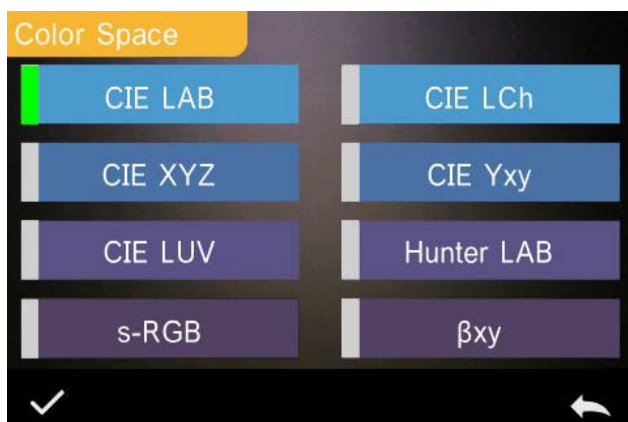 Color Space
CIE LAB
CIE LCh
CIE XYZ
CIE Yxy
CIE LUV
Hunter LAB
s-RGB
βxy